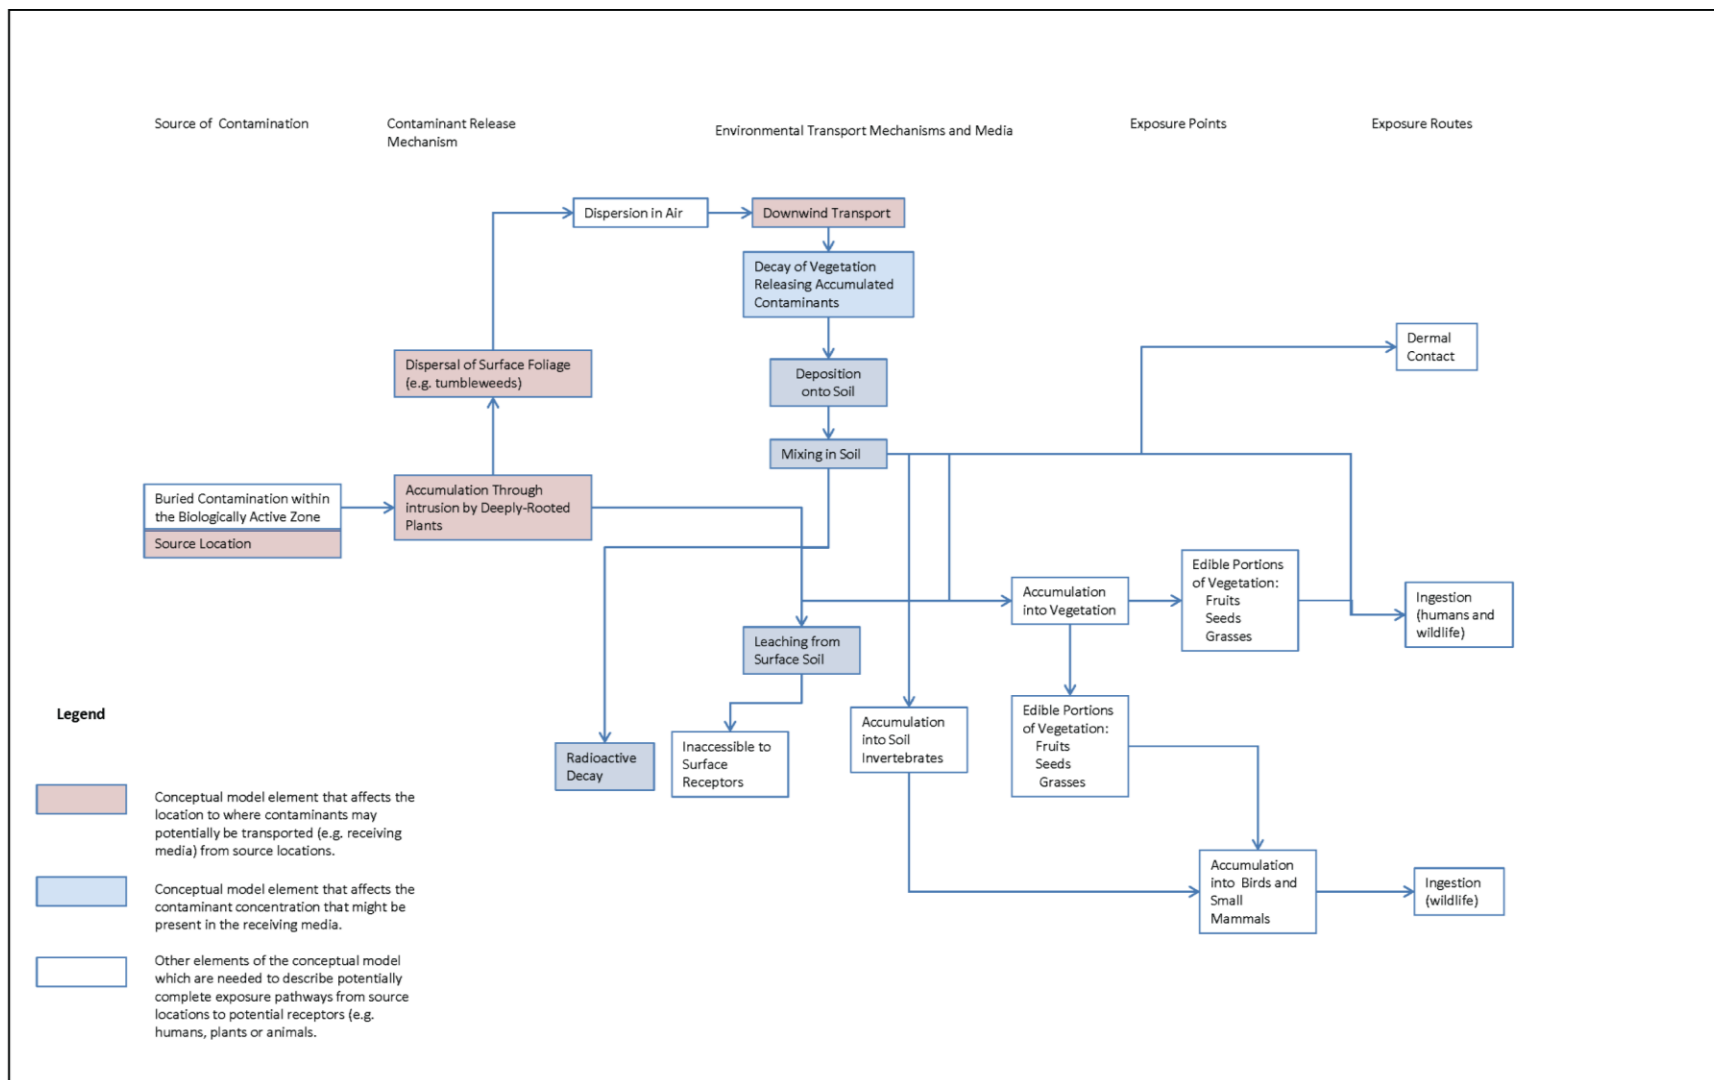 Source of Contamination
Contaminant Release
Mechanism
Environmental Transport Mechanisms and Media
Exposure Points
Exposure Routes
Dispersion in Air
Downwind Transport
Decay of Vegetation
Releasing Accumulated
Contaminants
Dermal
Contact
Dispersal of Surface Foliage
(e.g. tumbleweeds)
Deposition
onto Soil
Mixing in Soil
Buried Contamination within
the Biologically Active Zone
Source Location
Accumulation Through
intrusion by Deeply-Rooted
Plants
Accumulation
into Vegetation
Edible Portions
of Vegetation:
Fruits
Seeds
Grasses
Ingestion
(humans and
wildlife)
Leaching from
Surface Soil
Radioactive
Decay
Inaccessible to
Surface
Receptors
Accumulation
into Soil
Invertebrates
Edible Portions
of Vegetation:
Fruits
Seeds
Grasses
Accumulation
into Birds and
Small
Mammals
Ingestion
(wildlife)
Legend
Conceptual model element that affects the
location to where contaminants may
potentially be transported (e.g. receiving
media) from source locations.
Conceptual model element that affects the
contaminant concentration that might be
present in the receiving media.
Other elements of the conceptual model
which are needed to describe potentially
complete exposure pathways from source
locations to potential receptors (e.g.
humans, plants or animals.